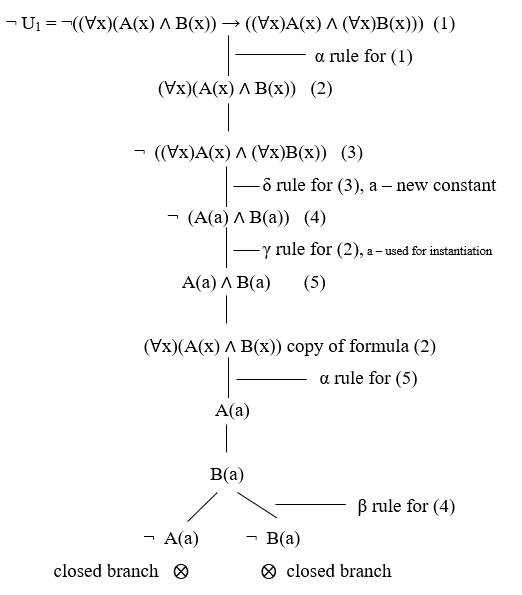 ¬ U₁ = ¬((∀x)(A(x) ∧ B(x)) → ((∀x)A(x) ∧ (∀x)B(x))) (1)
α rule for (1)
(∀x)(A(x) ∧ B(x)) (2)
¬ ((∀x)A(x) ∧ (∀x)B(x)) (3)
δ rule for (3), a – new constant
¬ (A(a) ∧ B(a)) (4)
γ rule for (2), a – used for instantiation
A(a) ∧ B(a) (5)
(∀x)(A(x) ∧ B(x)) copy of formula (2)
α rule for (5)
A(a)
B(a)
β rule for (4)
¬ A(a) ¬ B(a)
closed branch ⊗ ⊗ closed branch